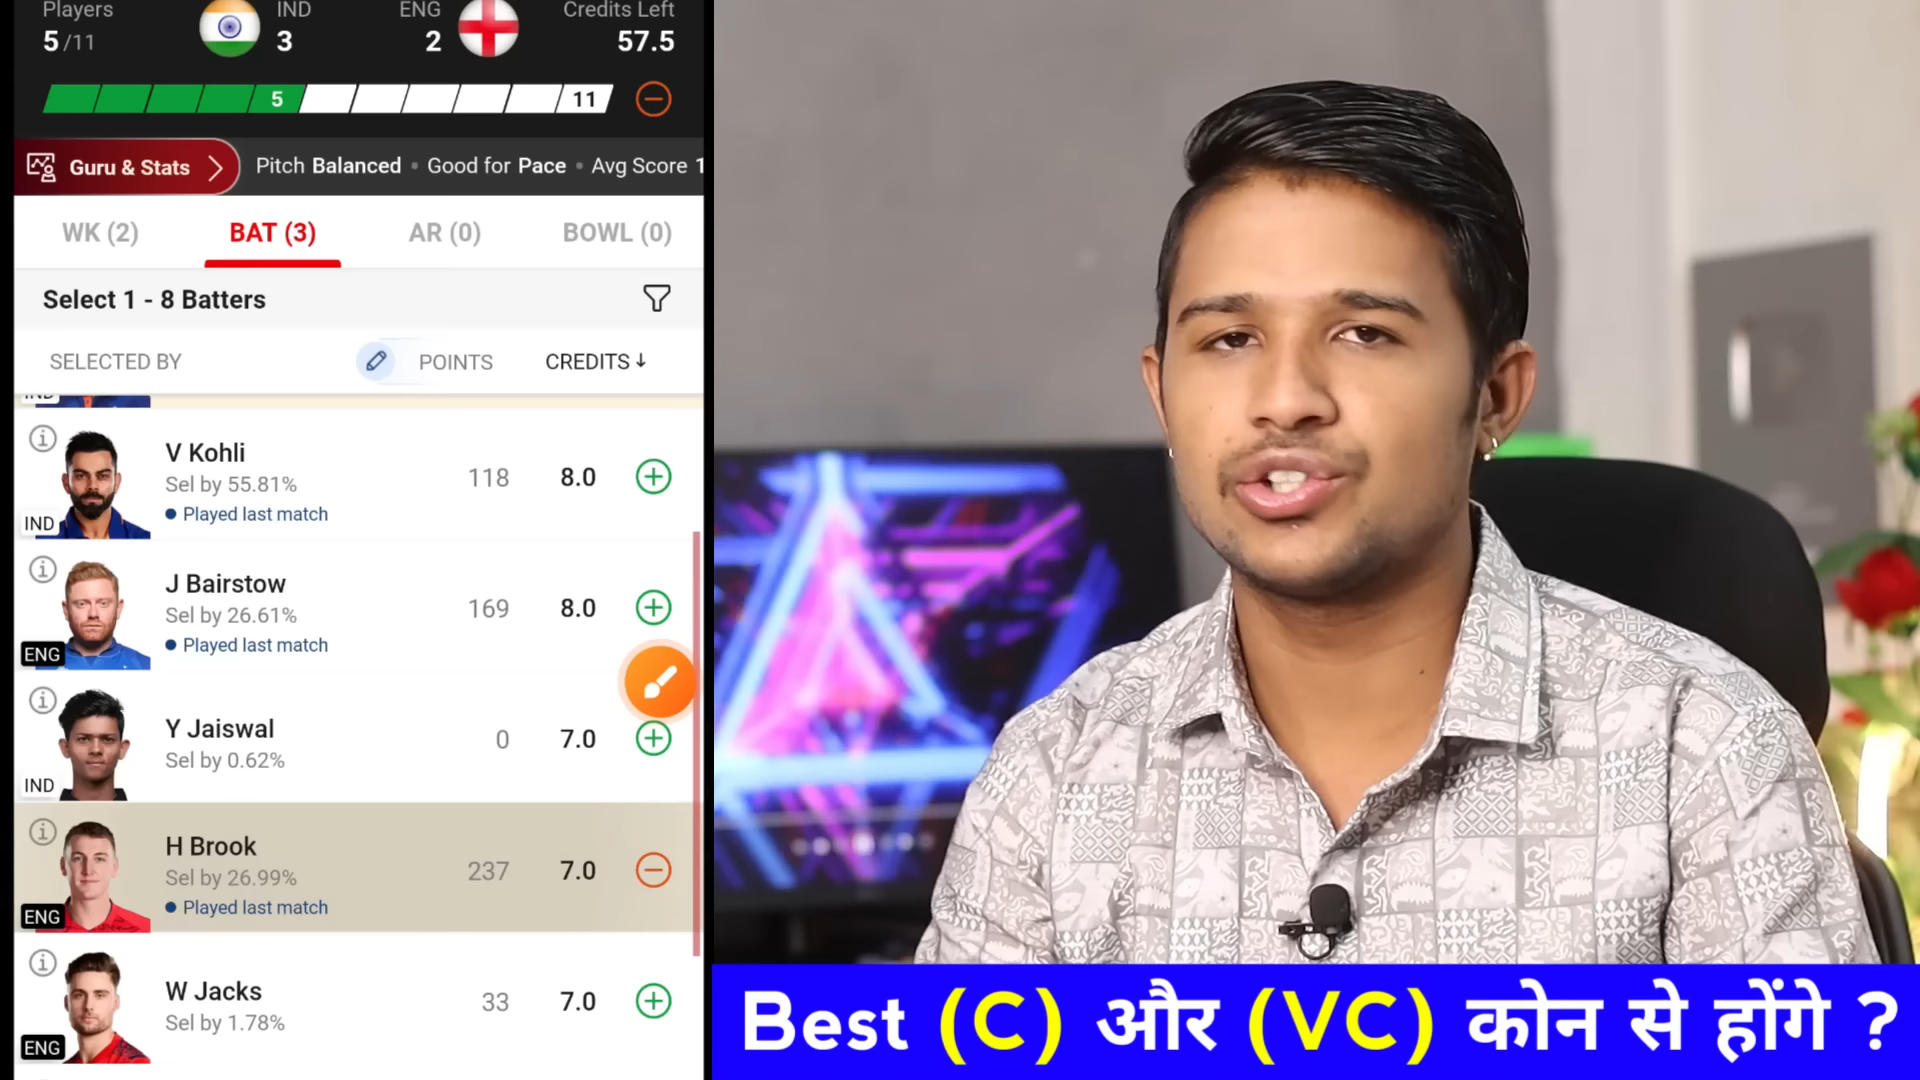 Players
IND
ENG
Credits Left
5 /11
3
2
57.5
5
11
Guru & Stats
Pitch Balanced • Good for Pace • Avg Score 1
WK (2)
BAT (3)
AR (0)
BOWL (0)
Select 1 - 8 Batters
SELECTED BY
POINTS
CREDITS↓
IND
V Kohli
Sel by 55.81%
118
8.0
Played last match
IND
J Bairstow
Sel by 26.61%
169
8.0
Played last match
ENG
Y Jaiswal
Sel by 0.62%
0
7.0
IND
H Brook
Sel by 26.99%
237
7.0
Played last match
ENG
W Jacks
Sel by 1.78%
33
7.0
ENG
Best (C) और (VC) कोन से होंगे ?